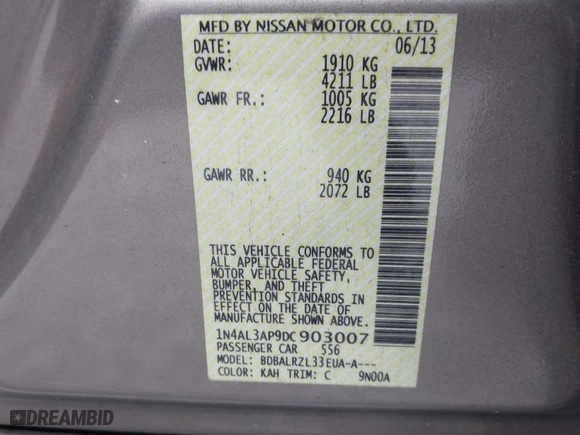 MFD BY NISSAN MOTOR CO., LTD.
DATE: 06/13
GVWR: 1910 KG
4211 LB
GAWR FR.: 1005 KG
2216 LB
GAWR RR.: 940 KG
2072 LB
THIS VEHICLE CONFORMS TO
ALL APPLICABLE FEDERAL
MOTOR VEHICLE SAFETY,
BUMPER, AND THEFT
PREVENTION STANDARDS IN
EFFECT ON THE DATE OF
MANUFACTURE SHOWN ABOVE.
1N4AL3AP9DC903007
PASSENGER CAR 556
MODEL: BDBALRZL33EUA-A---
COLOR: KAH TRIM: C 9N00A
DREAMBID